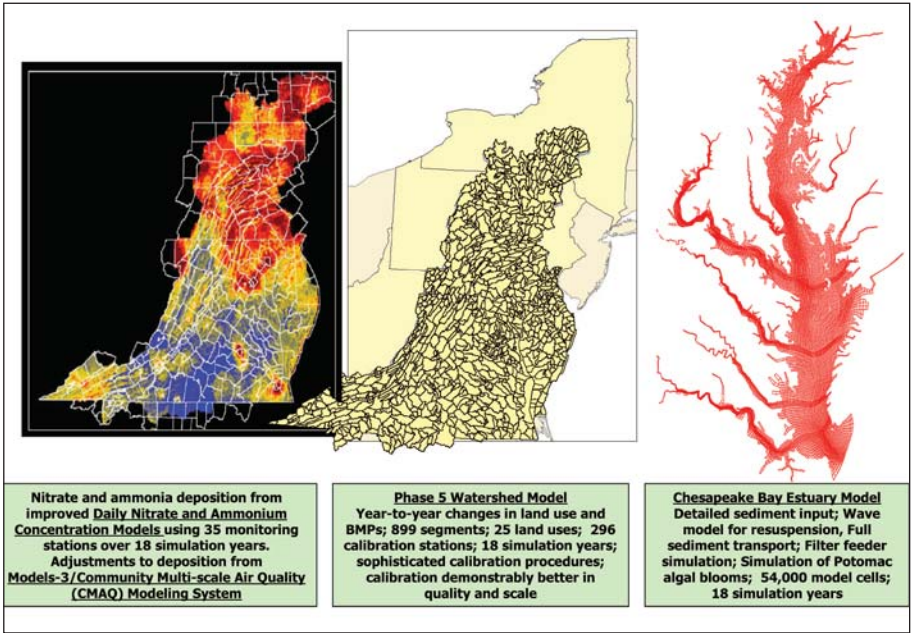 Nitrate and ammonia deposition from
improved Daily Nitrate and Ammonium
Concentration Models using 35 monitoring
stations over 18 simulation years.
Adjustments to deposition from
Models-3/Community Multi-scale Air Quality
(CMAQ) Modeling System
Phase 5 Watershed Model
Year-to-year changes in land use and
BMPs; 899 segments; 25 land uses; 296
calibration stations; 18 simulation years;
sophisticated calibration procedures;
calibration demonstrably better in
quality and scale
Chesapeake Bay Estuary Model
Detailed sediment input; Wave
model for resuspension, Full
sediment transport; Filter feeder
simulation; Simulation of Potomac
algal blooms; 54,000 model cells;
18 simulation years